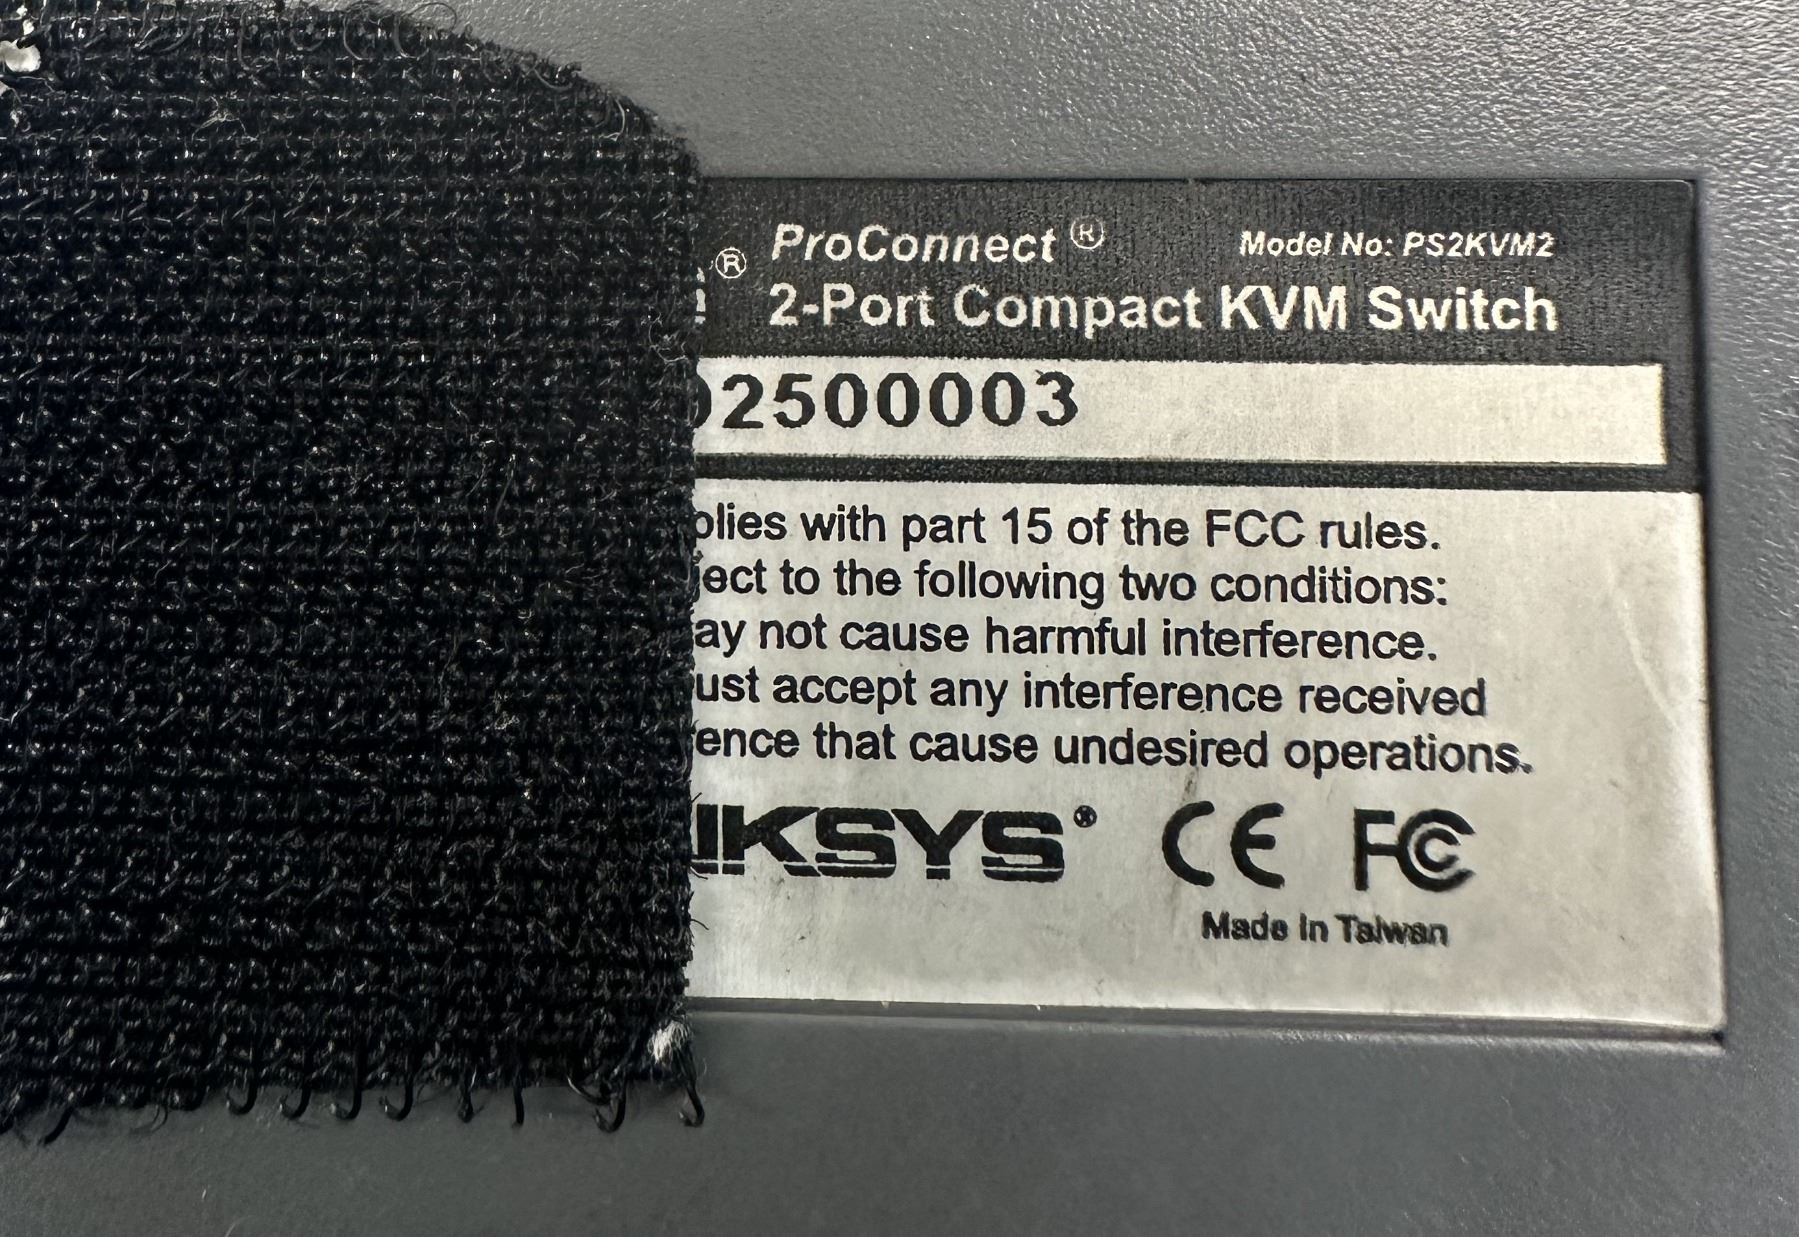 ProConnect® Model No: PS2KVM2
® 2-Port Compact KVM Switch
2500003
plies with part 15 of the FCC rules.
ject to the following two conditions:
ay not cause harmful interference.
ust accept any interference received
ence that cause undesired operations.
KSYS® CE FC
Made In Taiwan